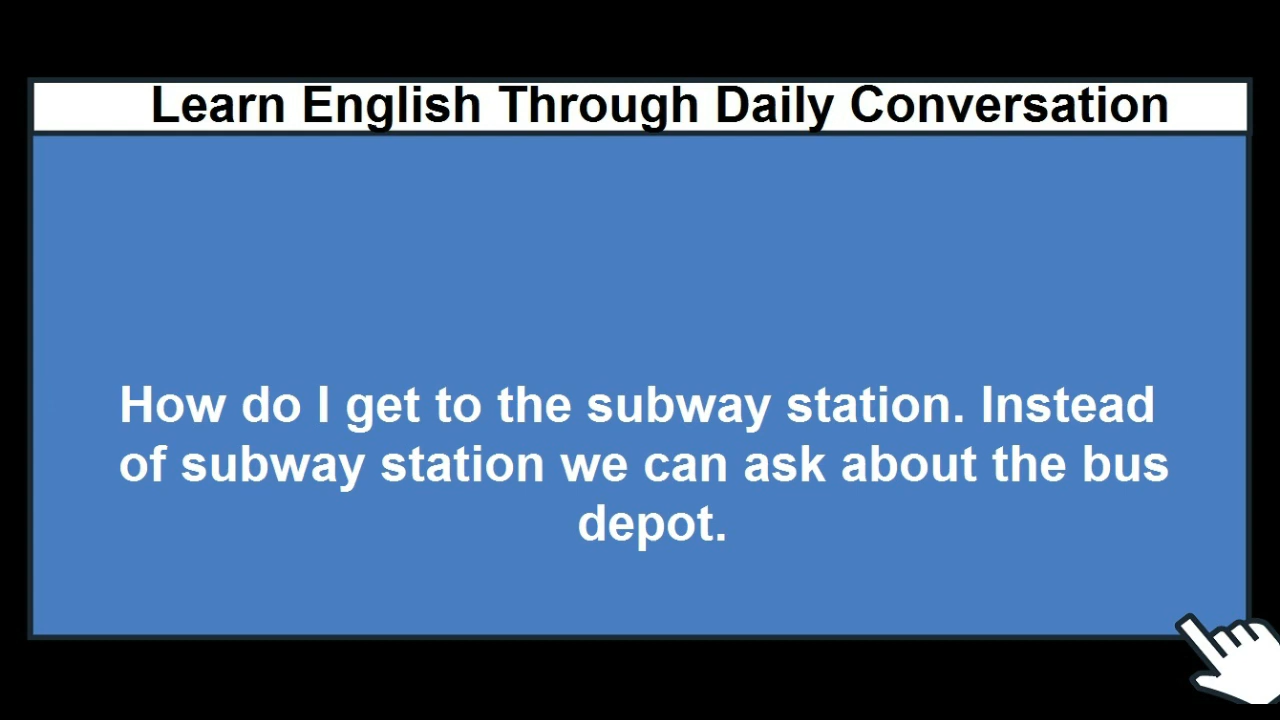 Learn English Through Daily Conversation
How do I get to the subway station. Instead
of subway station we can ask about the bus
depot.